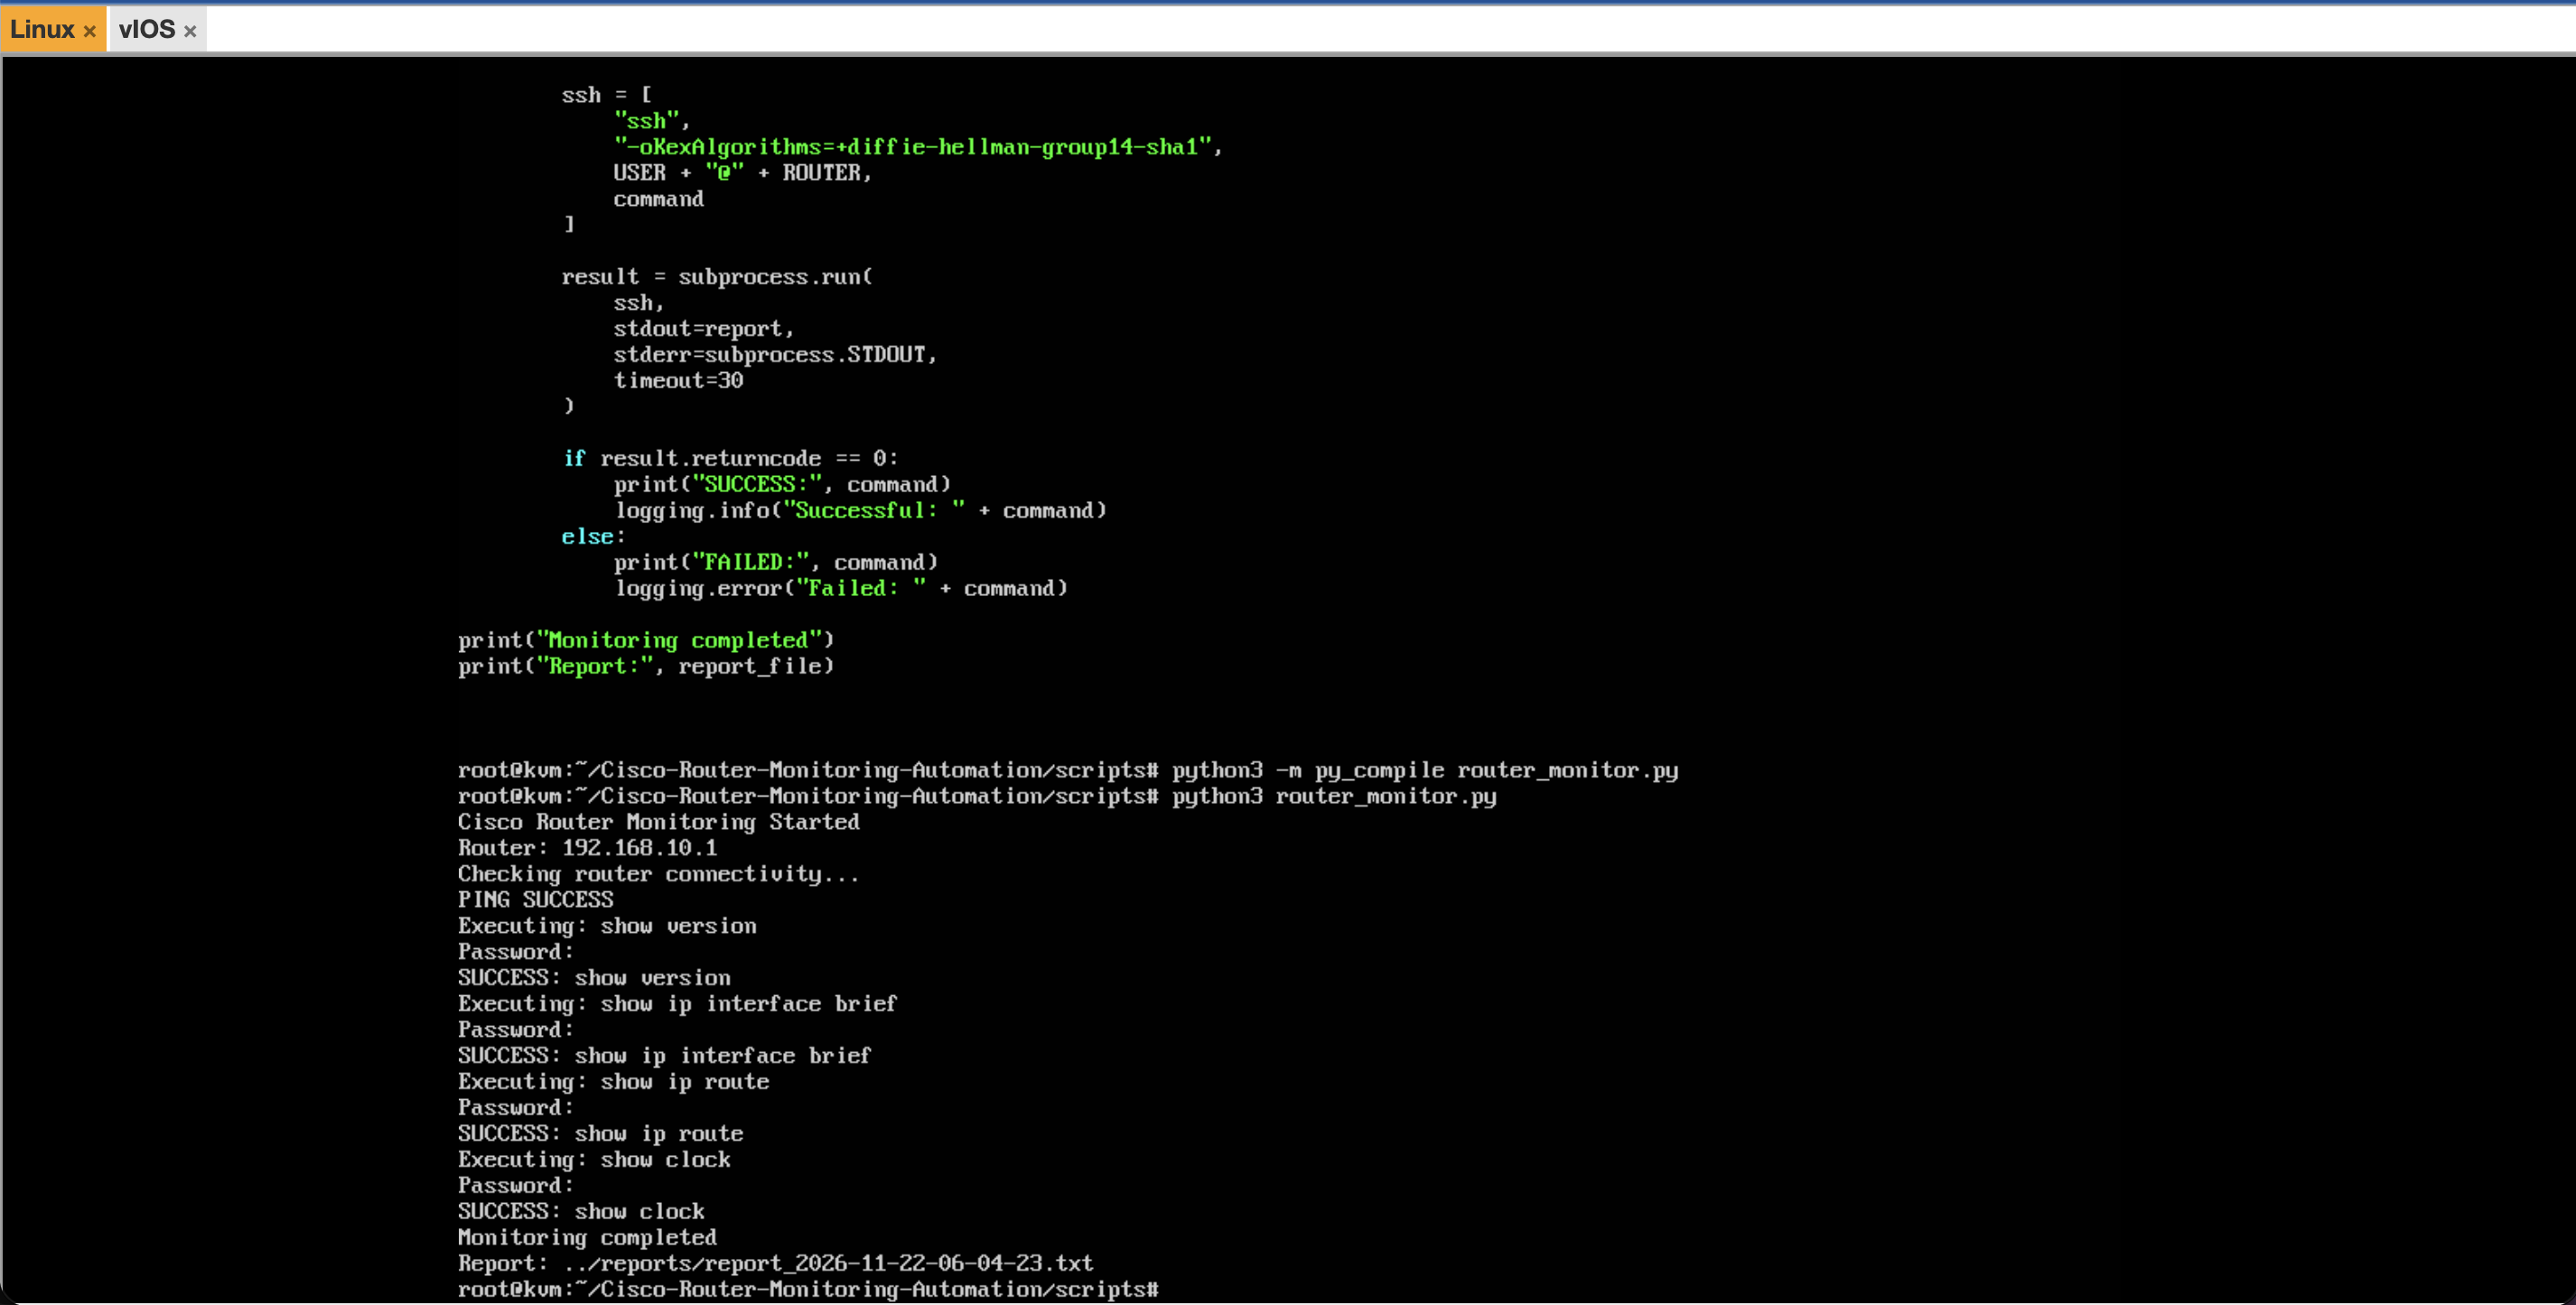 Linux × vIOS ×
ssh = [
"ssh",
"-oKexAlgorithms=+diffie-hellman-group14-sha1",
USER + "@" + ROUTER,
command
]
result = subprocess.run(
ssh,
stdout=report,
stderr=subprocess.STDOUT,
timeout=30
)
if result.returncode == 0:
print("SUCCESS:", command)
logging.info("Successful: " + command)
else:
print("FAILED:", command)
logging.error("Failed: " + command)
print("Monitoring completed")
print("Report:", report_file)
root@kvm:~/Cisco-Router-Monitoring-Automation/scripts# python3 -m py_compile router_monitor.py
root@kvm:~/Cisco-Router-Monitoring-Automation/scripts# python3 router_monitor.py
Cisco Router Monitoring Started
Router: 192.168.10.1
Checking router connectivity...
PING SUCCESS
Executing: show version
Password:
SUCCESS: show version
Executing: show ip interface brief
Password:
SUCCESS: show ip interface brief
Executing: show ip route
Password:
SUCCESS: show ip route
Executing: show clock
Password:
SUCCESS: show clock
Monitoring completed
Report: ../reports/report_2026-11-22-06-04-23.txt
root@kvm:~/Cisco-Router-Monitoring-Automation/scripts#